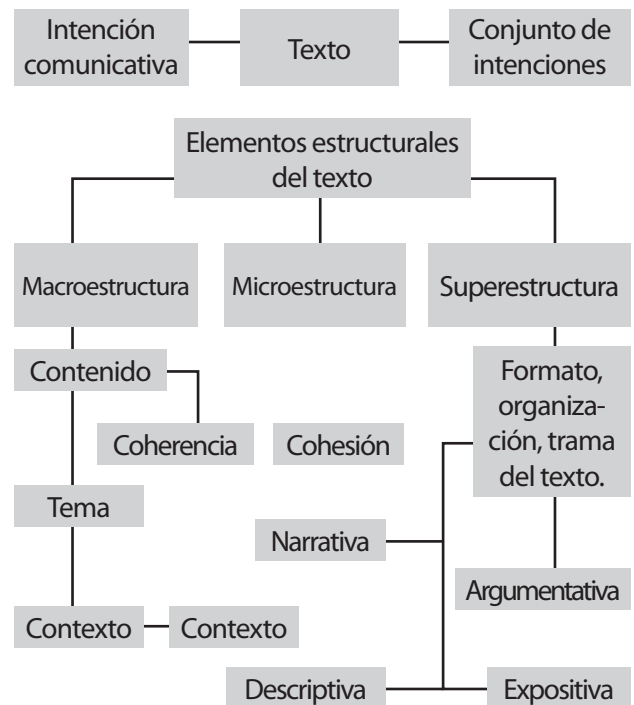 Intención
comunicativa
Texto
Conjunto de
intenciones
Elementos estructurales
del texto
Macroestructura
Microestructura
Superestructura
Contenido
Formato,
organiza-
ción, trama
del texto.
Coherencia
Cohesión
Tema
Narrativa
Argumentativa
Contexto
Contexto
Descriptiva
Expositiva